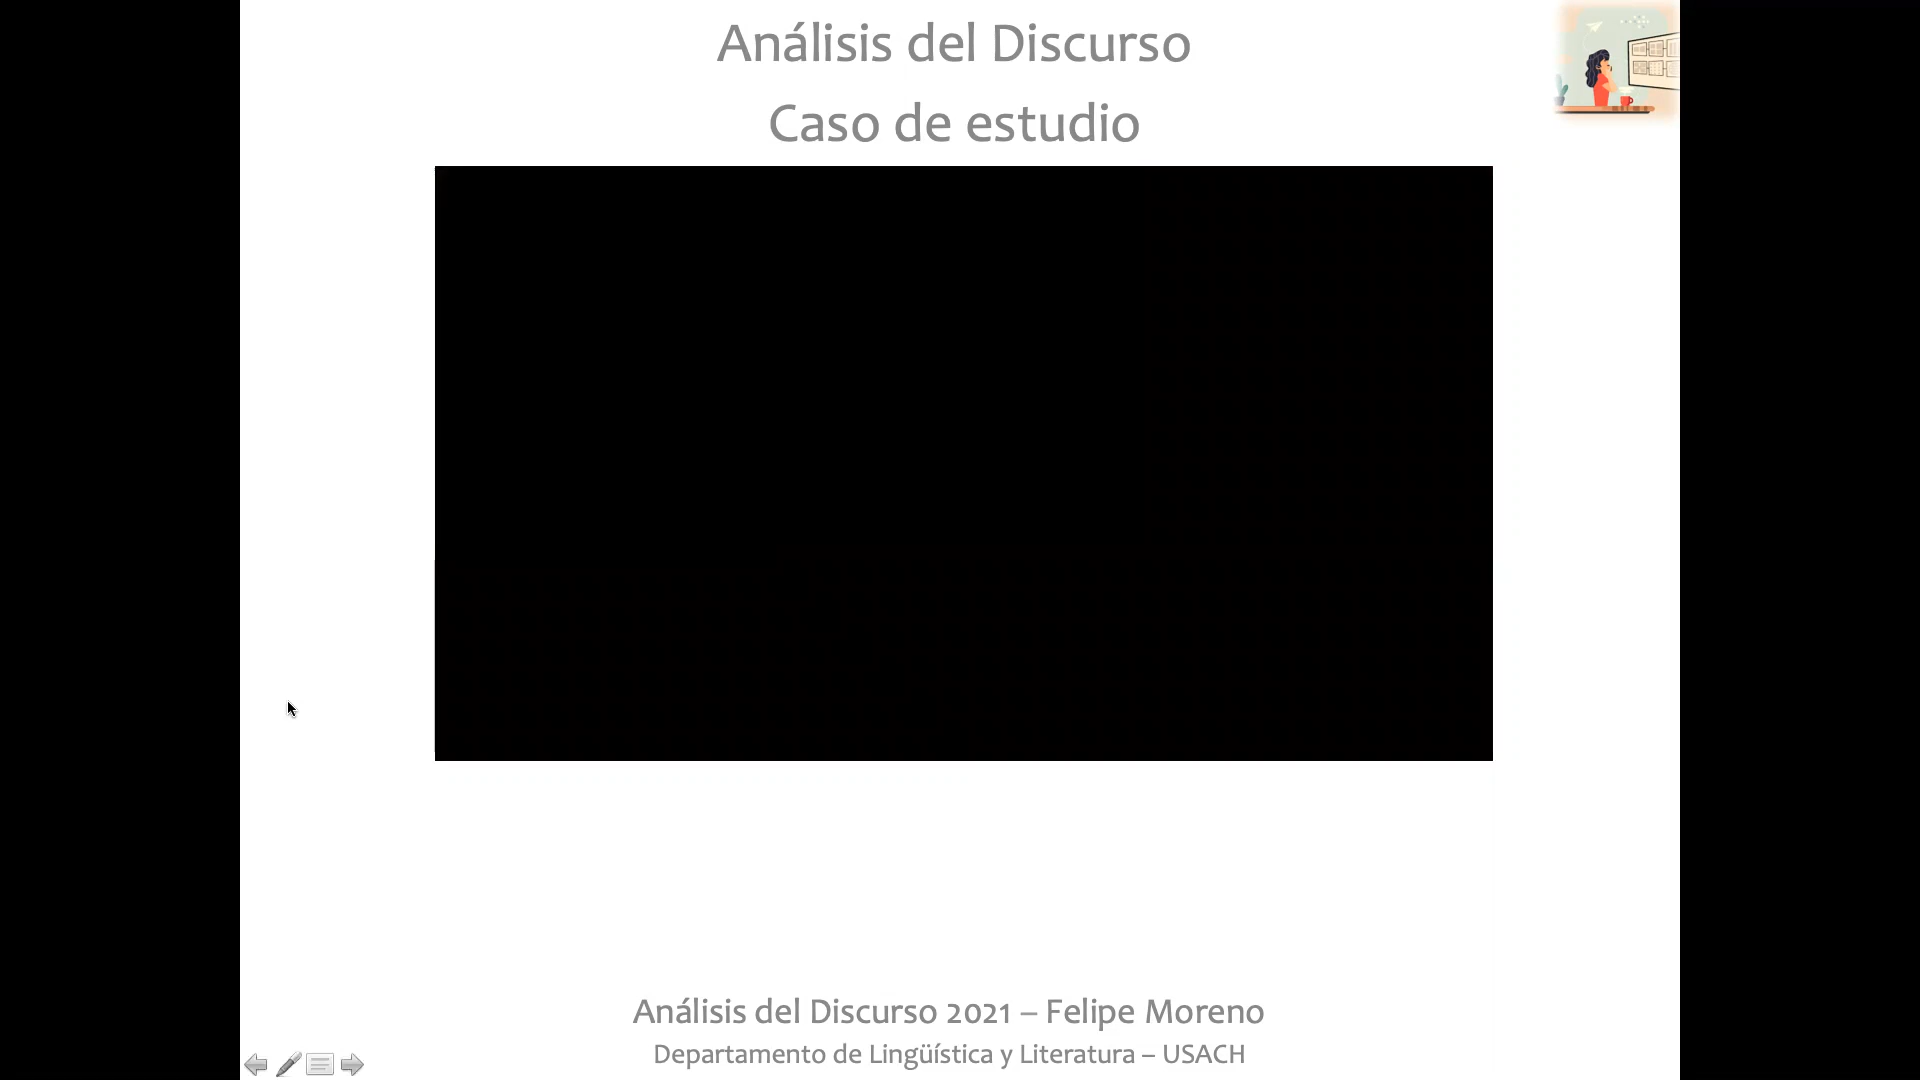 Análisis del Discurso
Caso de estudio
Análisis del Discurso 2021 – Felipe Moreno
Departamento de Lingüística y Literatura – USACH